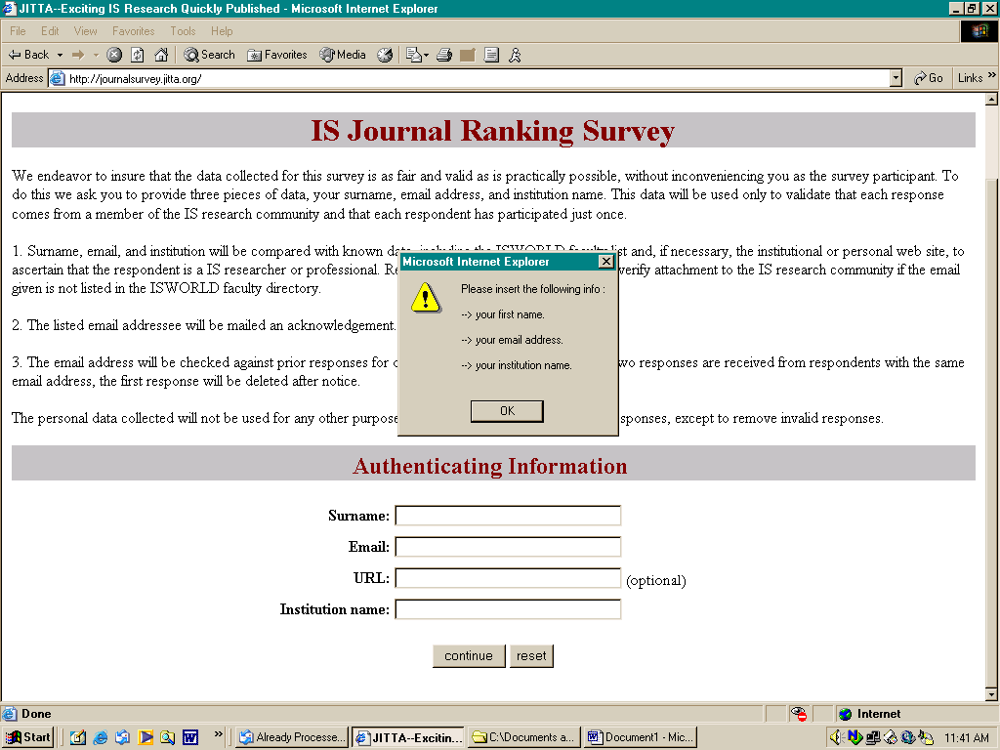 JITTA--Exciting IS Research Quickly Published - Microsoft Internet Explorer
File Edit View Favorites Tools Help
Back Search Favorites Media
Address http://journalsurvey.jitta.org/ Go Links »
IS Journal Ranking Survey
We endeavor to insure that the data collected for this survey is as fair and valid as is practically possible, without inconveniencing you as the survey participant. To
do this we ask you to provide three pieces of data, your surname, email address, and institution name. This data will be used only to validate that each response
comes from a member of the IS research community and that each respondent has participated just once.
1. Surname, email, and institution will be compared with known data, including the ISWORLD faculty list and, if necessary, the institutional or personal web site, to
ascertain that the respondent is a IS researcher or professional. verify attachment to the IS research community if the email
given is not listed in the ISWORLD faculty directory.
2. The listed email addressee will be mailed an acknowledgement.
3. The email address will be checked against prior responses for two responses are received from respondents with the same
email address, the first response will be deleted after notice.
The personal data collected will not be used for any other purpose responses, except to remove invalid responses.
Microsoft Internet Explorer
Please insert the following info :
--> your first name.
--> your email address.
--> your institution name.
OK
Authenticating Information
Surname:
Email:
URL: (optional)
Institution name:
continue reset
Done Internet
Start » Already Processe... JITTA--Excitin... C:\Documents a... Document1 - Mic... 11:41 AM